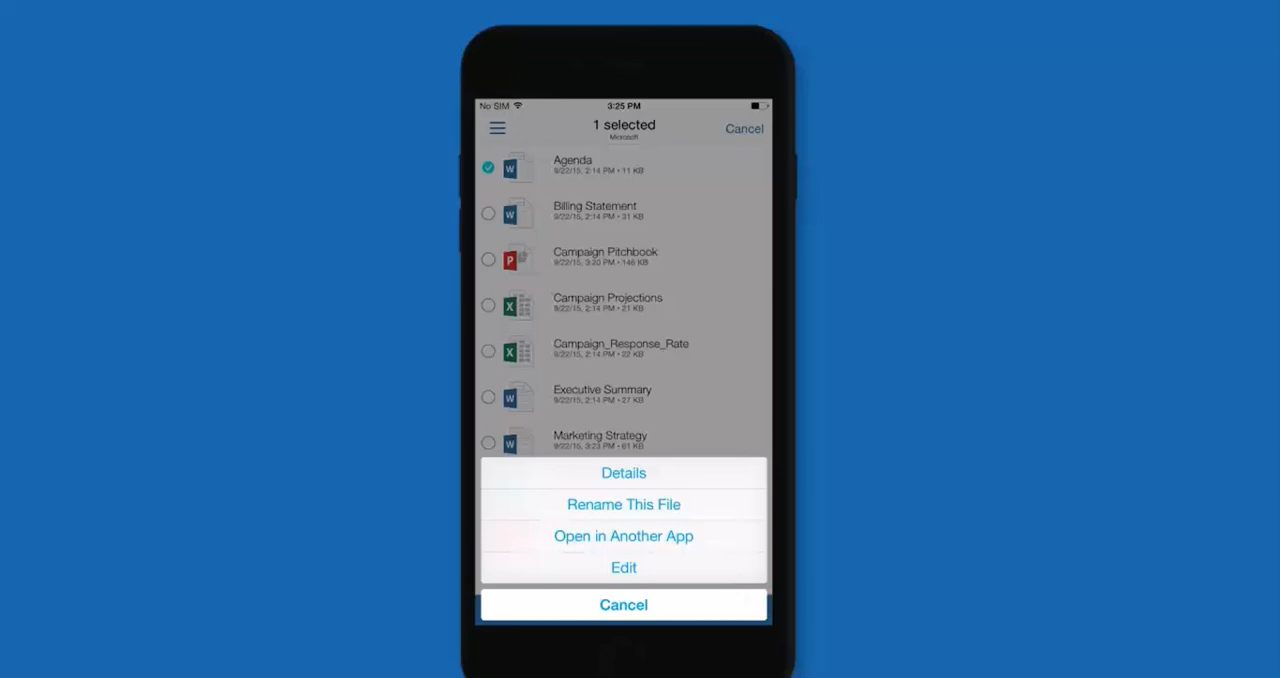 No SIM 3:25 PM
1 selected
Microsoft
Cancel
Agenda
9/22/15, 2:14 PM • 11 KB
Billing Statement
9/22/15, 2:14 PM • 31 KB
Campaign Pitchbook
9/22/15, 3:20 PM • 146 KB
Campaign Projections
9/22/15, 2:14 PM • 21 KB
Campaign_Response_Rate
9/22/15, 2:14 PM • 22 KB
Executive Summary
9/22/15, 2:14 PM • 27 KB
Marketing Strategy
9/22/15, 3:23 PM • 61 KB
Details
Rename This File
Open in Another App
Edit
Cancel